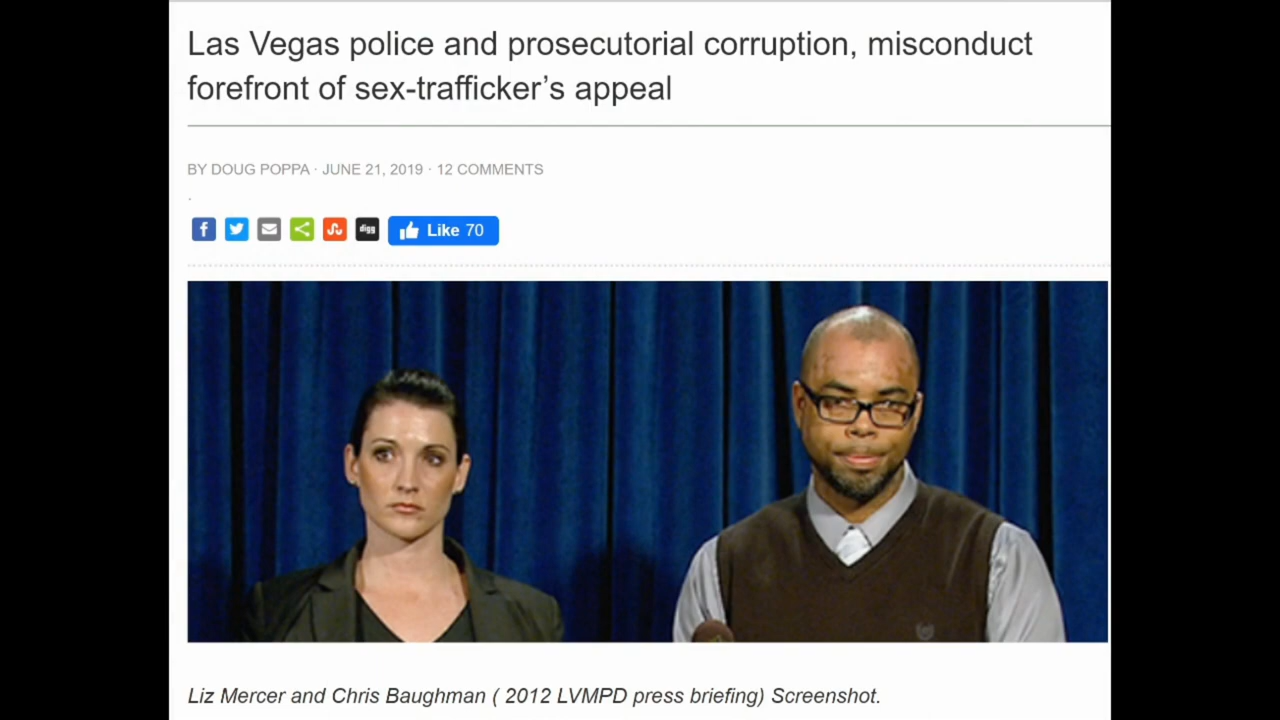 Las Vegas police and prosecutorial corruption, misconduct
forefront of sex-trafficker’s appeal
BY DOUG POPPA · JUNE 21, 2019 · 12 COMMENTS
.
f
digg
Like 70
Liz Mercer and Chris Baughman ( 2012 LVMPD press briefing) Screenshot.